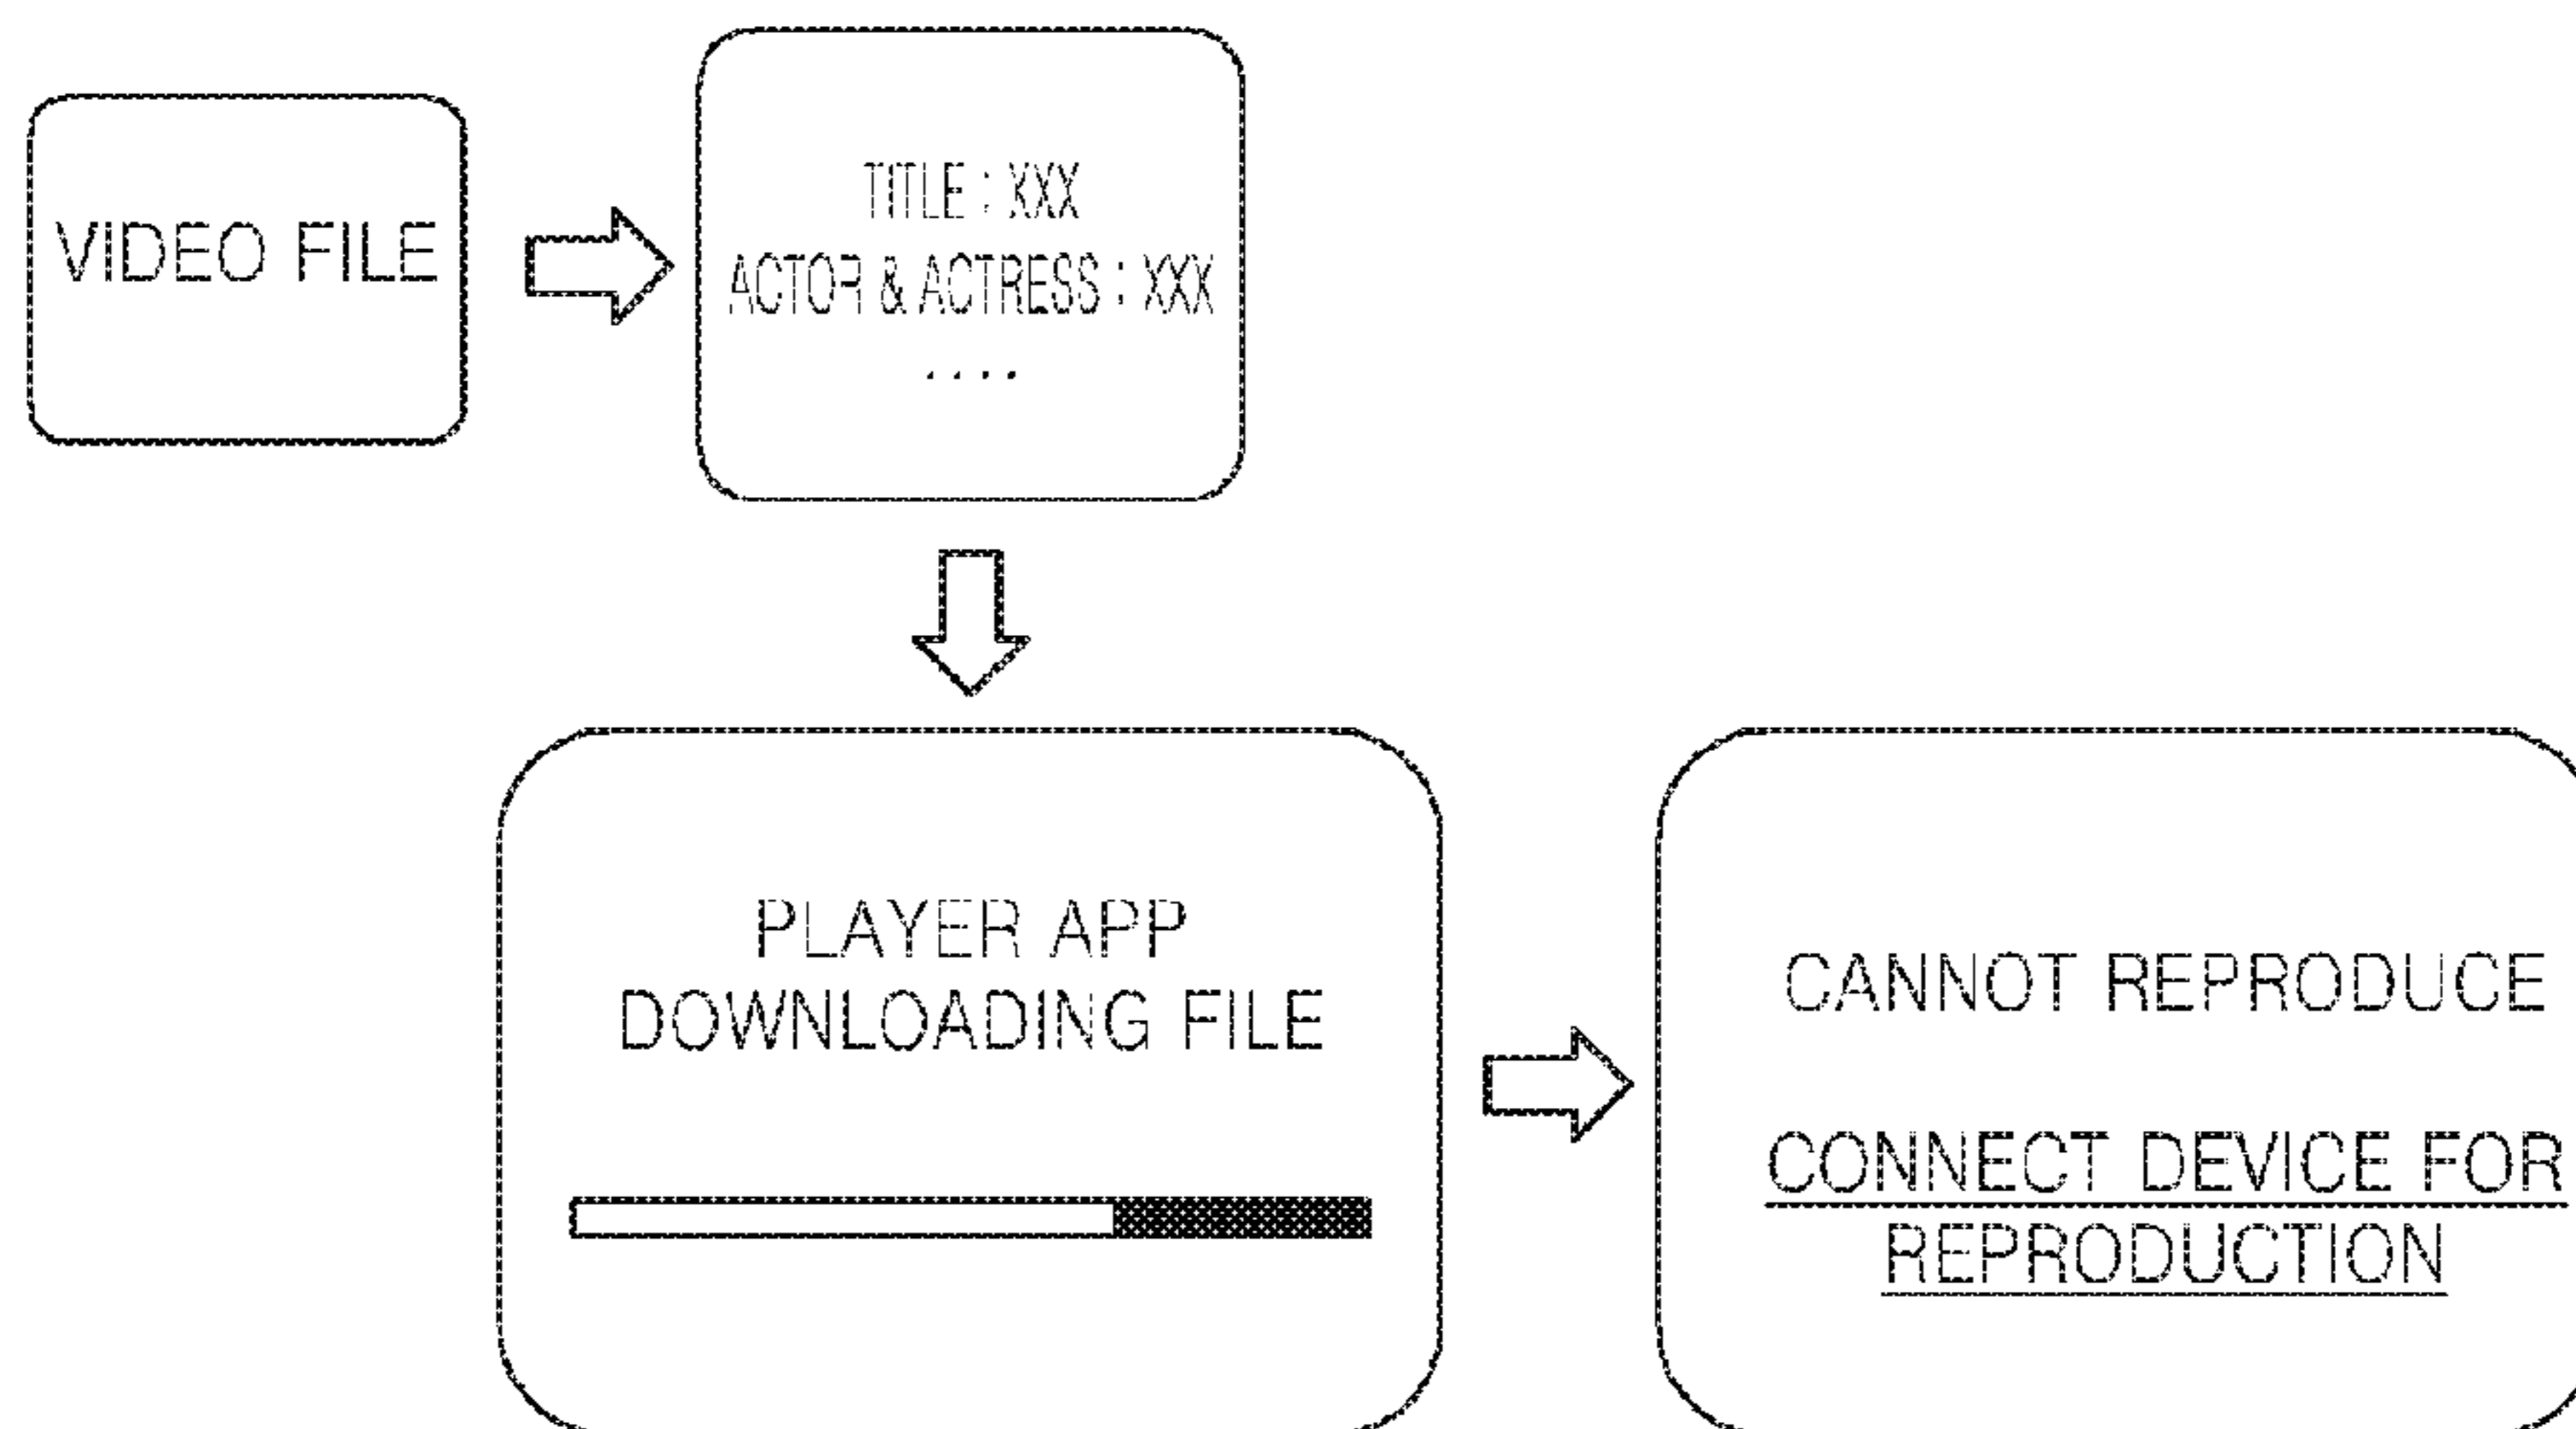 VIDEO FILE
TITLE : XXX
ACTOR & ACTRESS : XXX
....
PLAYER APP
DOWNLOADING FILE
CANNOT REPRODUCE
CONNECT DEVICE FOR
REPRODUCTION